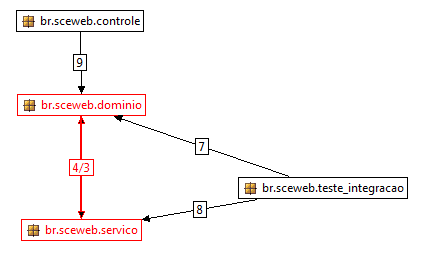 br.sceweb.controle
9
br.sceweb.dominio
7
4/3
br.sceweb.teste_integracao
8
br.sceweb.servico